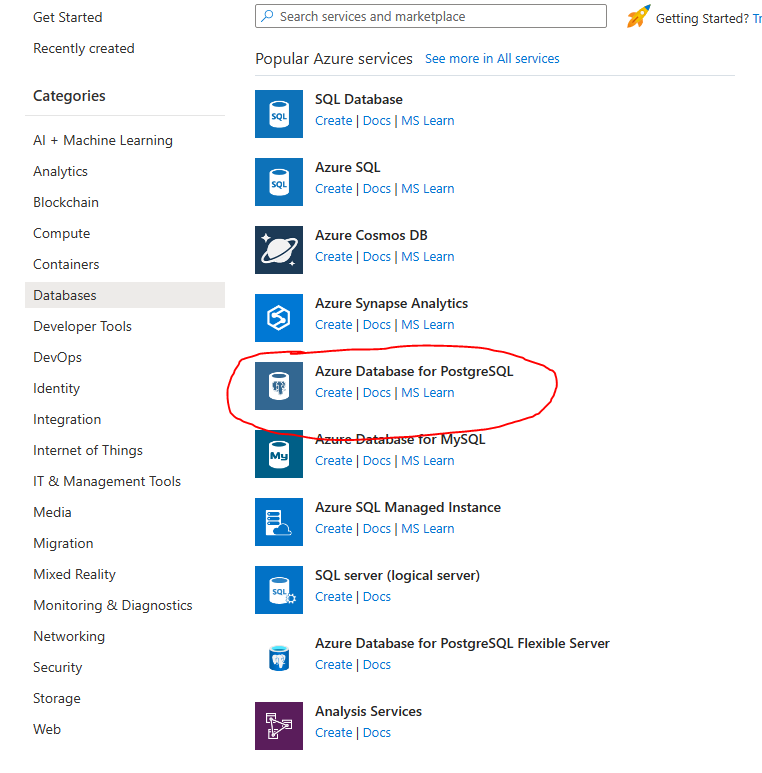 Get Started
Recently created
Categories
AI + Machine Learning
Analytics
Blockchain
Compute
Containers
Databases
Developer Tools
DevOps
Identity
Integration
Internet of Things
IT & Management Tools
Media
Migration
Mixed Reality
Monitoring & Diagnostics
Networking
Security
Storage
Web
Search services and marketplace
Getting Started? Tr
Popular Azure services See more in All services
SQL Database
Create | Docs | MS Learn
SQL
Azure SQL
Create | Docs | MS Learn
SQL
Azure Cosmos DB
Create | Docs | MS Learn
Azure Synapse Analytics
Create | Docs | MS Learn
Azure Database for PostgreSQL
Create | Docs | MS Learn
Azure Database for MySQL
Create | Docs | MS Learn
My
Azure SQL Managed Instance
Create | Docs | MS Learn
SQL server (logical server)
Create | Docs
SQL
Azure Database for PostgreSQL Flexible Server
Create | Docs
Analysis Services
Create | Docs